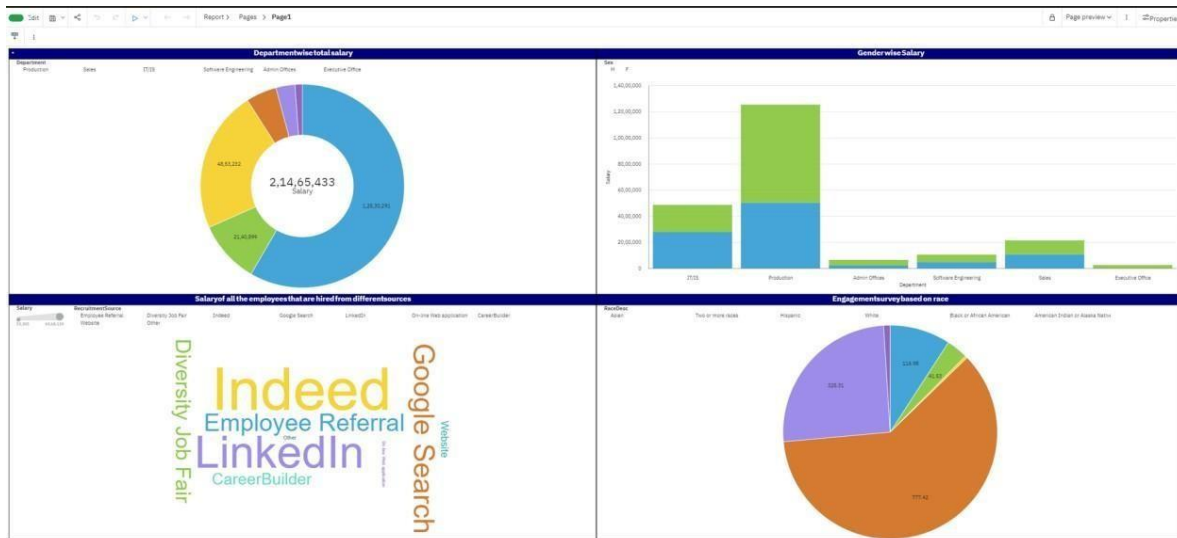 Edit Report > Pages > Page1 Page preview Properties
Departmentwise total salary
Department
Production Sales IT/IS Software Engineering Admin Offices Executive Office
2,14,65,433
Salary
Gender wise Salary
Sex
M F
1,40,00,000
1,20,00,000
1,00,00,000
80,00,000
60,00,000
40,00,000
20,00,000
0
Salary
IT/IS Production Admin Offices Software Engineering Sales Executive Office
Department
Salary of all the employees that are hired from different sources
Salary RecruitmentSource
Employee Referral Diversity Job Fair Indeed Google Search LinkedIn On-line Web application CareerBuilder
Website Other
Diversity Job Fair
Indeed
Employee Referral
Other
LinkedIn
CareerBuilder
On-line Web application
Google Search
Website
Engagement survey based on race
RaceDesc
Asian Two or more races Hispanic White Black or African American American Indian or Alaska Native
777.42